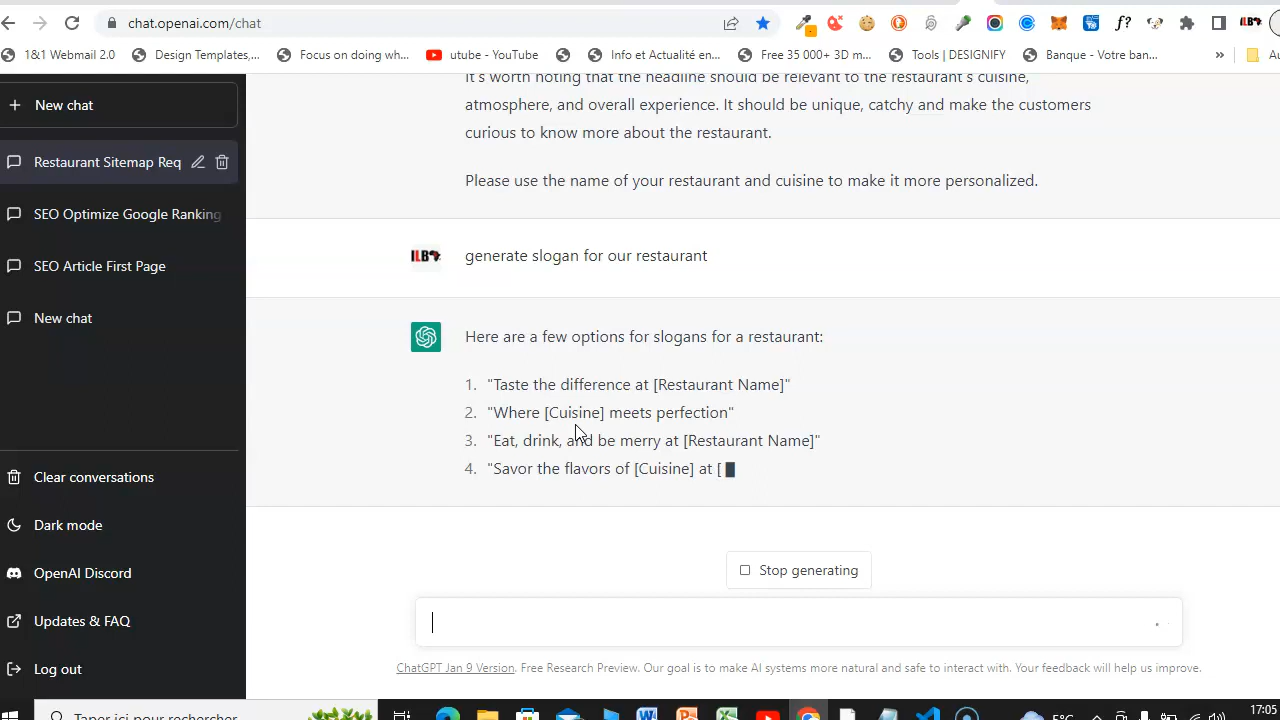 chat.openai.com/chat
f?
ILB
1&1 Webmail 2.0
Design Templates,...
Focus on doing wh...
utube - YouTube
Info et Actualité en...
Free 35 000+ 3D m...
Tools | DESIGNIFY
Banque - Votre ban...
»
Au
New chat
Restaurant Sitemap Req
SEO Optimize Google Ranking
SEO Article First Page
New chat
Clear conversations
Dark mode
OpenAI Discord
Updates & FAQ
Log out
It's worth noting that the headline should be relevant to the restaurant's cuisine,
atmosphere, and overall experience. It should be unique, catchy and make the customers
curious to know more about the restaurant.
Please use the name of your restaurant and cuisine to make it more personalized.
ILB
generate slogan for our restaurant
Here are a few options for slogans for a restaurant:
1. "Taste the difference at [Restaurant Name]"
2. "Where [Cuisine] meets perfection"
3. "Eat, drink, and be merry at [Restaurant Name]"
4. "Savor the flavors of [Cuisine] at [
Stop generating
ChatGPT Jan 9 Version. Free Research Preview. Our goal is to make AI systems more natural and safe to interact with. Your feedback will help us improve.
Taper ici pour rechercher
5°C
17:05